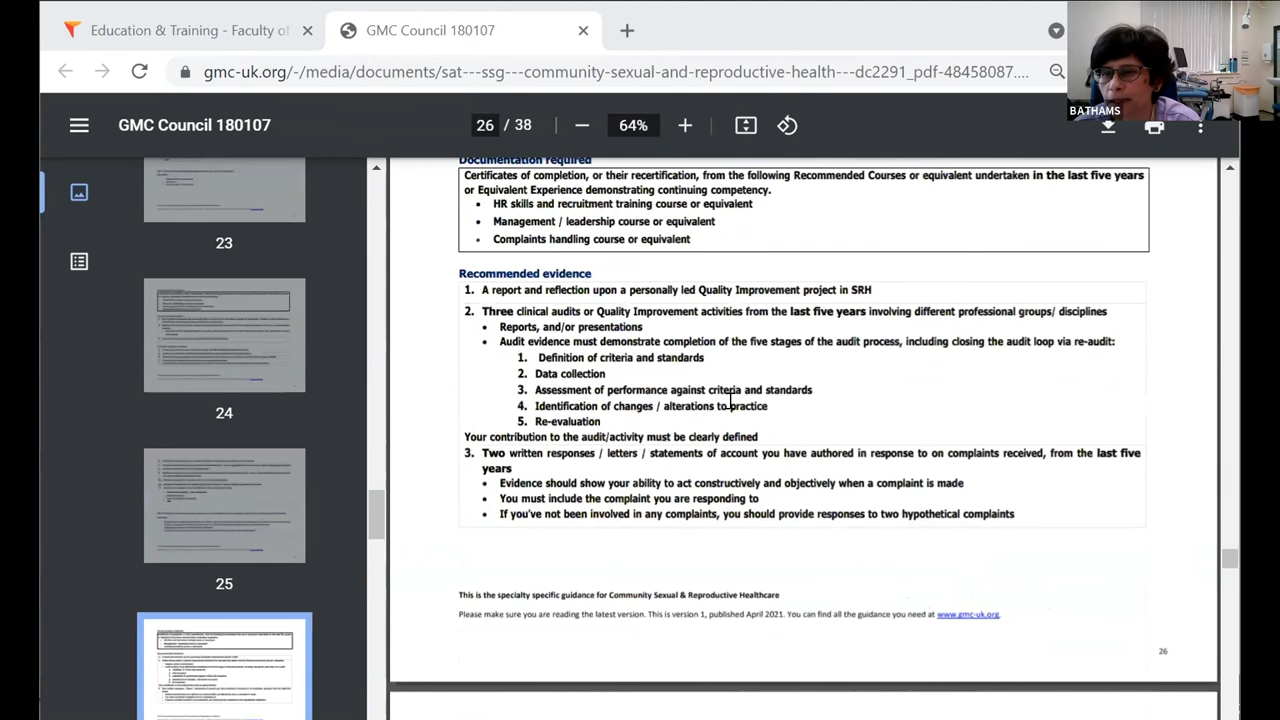 Education & Training - Faculty of
GMC Council 180107
gmc-uk.org/-/media/documents/sat---ssg---community-sexual-and-reproductive-health---dc2291_pdf-48458087....
BATHAMS
GMC Council 180107
26 / 38
64%
23
24
25
Documentation required
Certificates of completion, or their recertification, from the following Recommended Courses or equivalent undertaken in the last five years
or Equivalent Experience demonstrating continuing competency.
• HR skills and recruitment training course or equivalent
• Management / leadership course or equivalent
• Complaints handling course or equivalent
Recommended evidence
1. A report and reflection upon a personally led Quality Improvement project in SRH
2. Three clinical audits or Quality Improvement activities from the last five years involving different professional groups/ disciplines
• Reports, and/or presentations
• Audit evidence must demonstrate completion of the five stages of the audit process, including closing the audit loop via re-audit:
1. Definition of criteria and standards
2. Data collection
3. Assessment of performance against criteria and standards
4. Identification of changes / alterations to practice
5. Re-evaluation
Your contribution to the audit/activity must be clearly defined
3. Two written responses / letters / statements of account you have authored in response to on complaints received, from the last five
years
• Evidence should show your ability to act constructively and objectively when a complaint is made
• You must include the complaint you are responding to
• If you've not been involved in any complaints, you should provide responses to two hypothetical complaints
This is the specialty specific guidance for Community Sexual & Reproductive Healthcare
Please make sure you are reading the latest version. This is version 1, published April 2021. You can find all the guidance you need at www.gmc-uk.org.
26